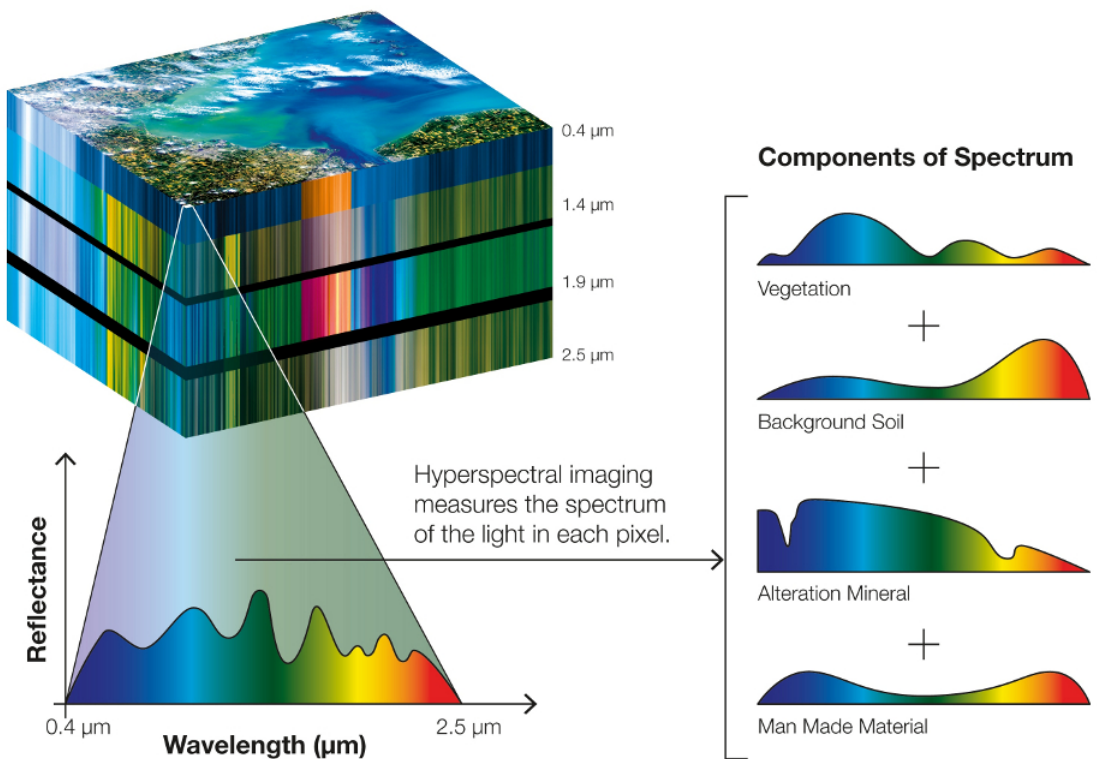 0.4 µm
1.4 µm
1.9 µm
2.5 µm
Hyperspectral imaging
measures the spectrum
of the light in each pixel.
Reflectance
0.4 µm
2.5 µm
Wavelength (µm)
Components of Spectrum
Vegetation
+
Background Soil
+
Alteration Mineral
+
Man Made Material